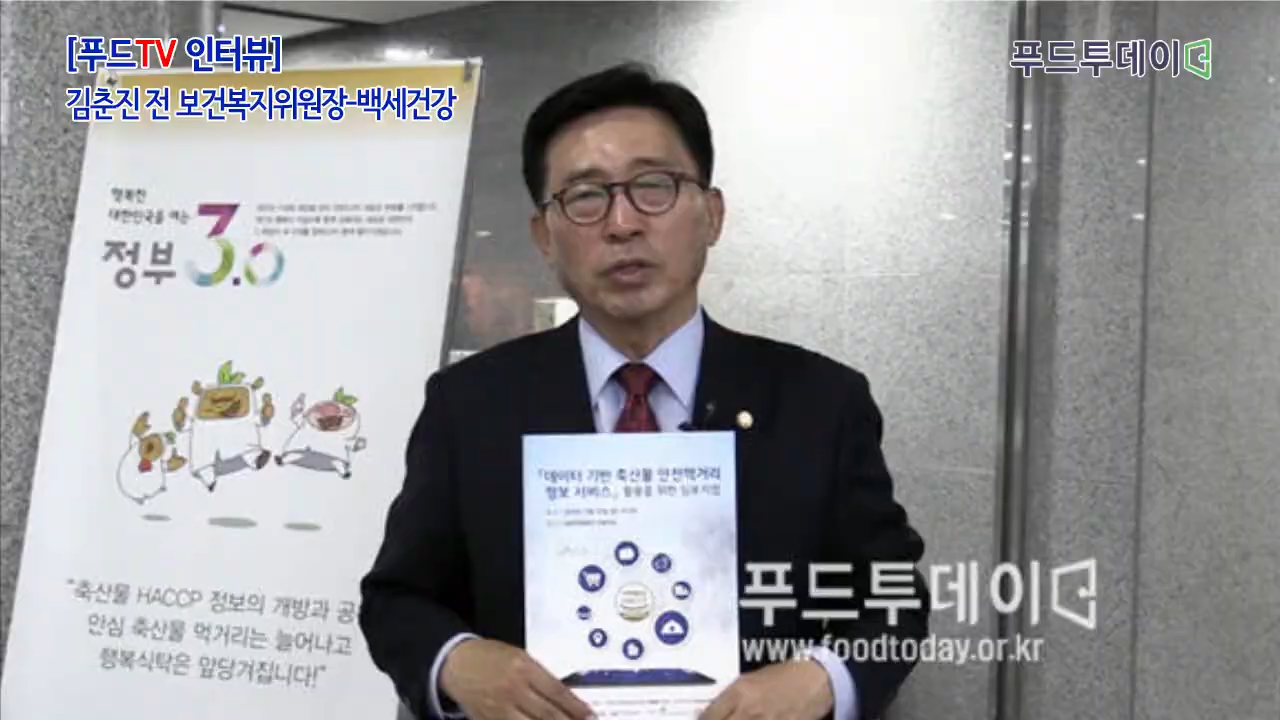 [푸드TV 인터뷰]
김춘진 전 보건복지위원장-백세건강
푸드투데이
행복한
대한민국을 여는
정부 3.0
"축산물 HACCP 정보의 개방과 공
안심 축산물 먹거리는 늘어나고
행복식탁은 앞당겨집니다!"
「데이터 기반 축산물 안전먹거리
정보 서비스」 활용을 위한 심포지엄
푸드투데이
www.foodtoday.or.kr